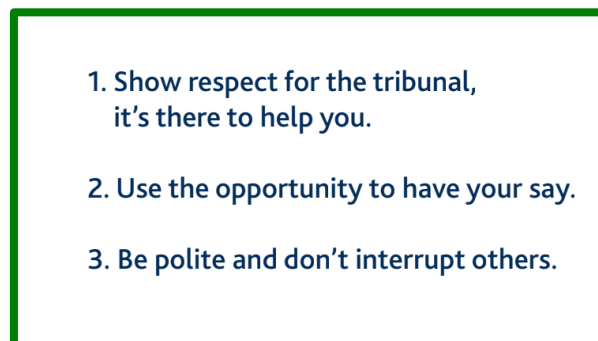 1. Show respect for the tribunal,
it’s there to help you.
2. Use the opportunity to have your say.
3. Be polite and don’t interrupt others.